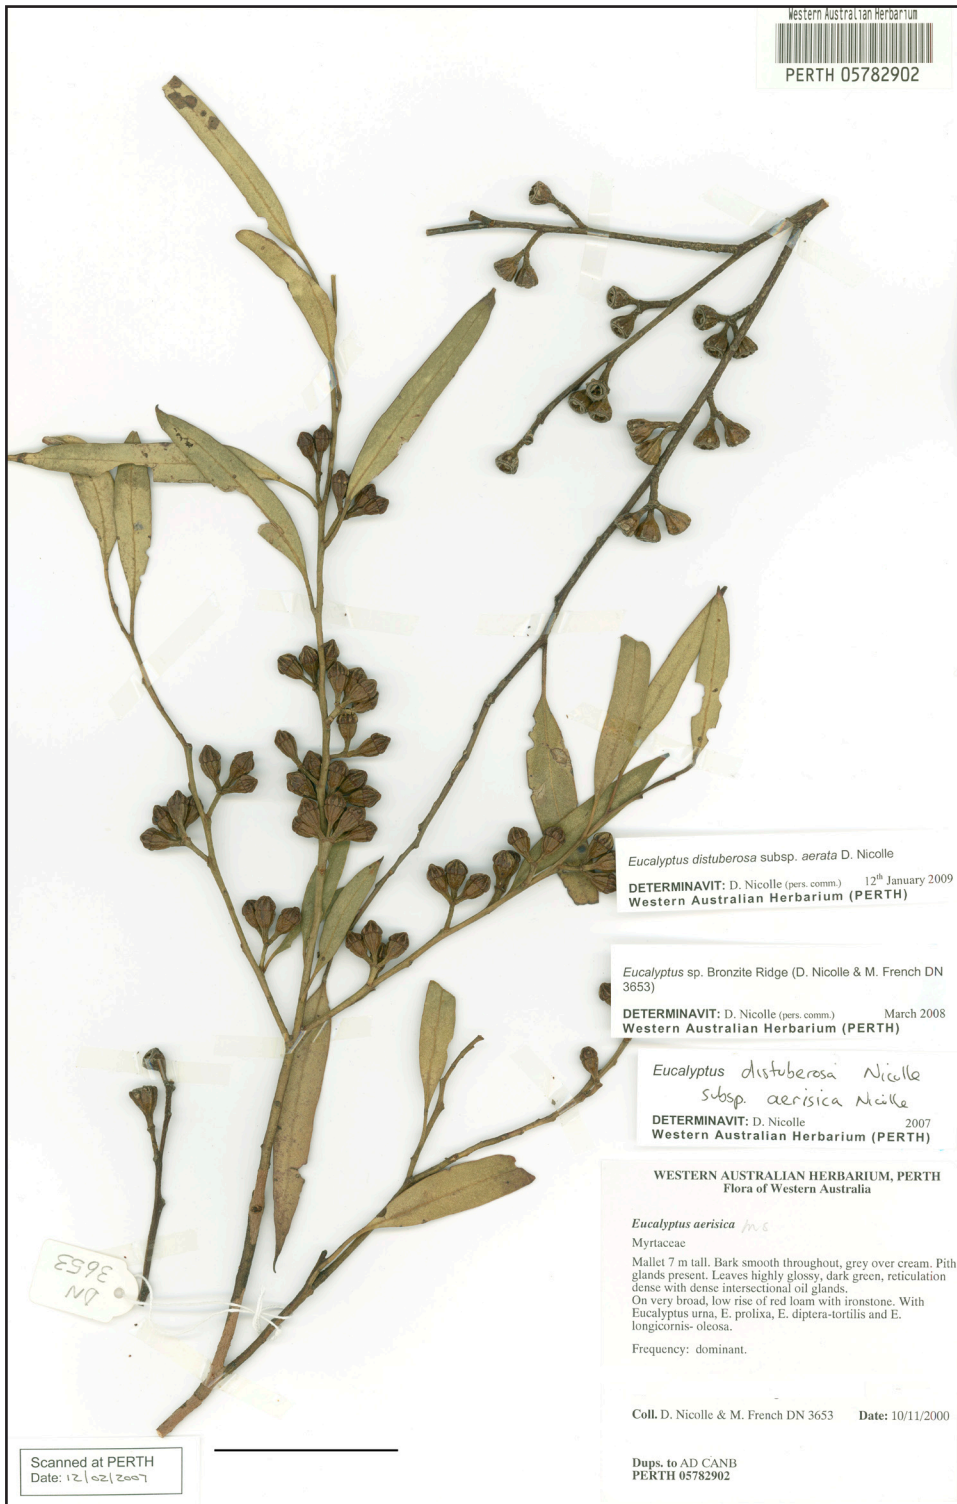 Western Australian Herbarium
PERTH 05782902
Eucalyptus distuberosa subsp. aerata D. Nicolle
DETERMINAVIT: D. Nicolle (pers. comm.) 12th January 2009
Western Australian Herbarium (PERTH)
Eucalyptus sp. Bronzite Ridge (D. Nicolle & M. French DN
3653)
DETERMINAVIT: D. Nicolle (pers. comm.) March 2008
Western Australian Herbarium (PERTH)
Eucalyptus distuberosa Nicolle
subsp. aerisica Nicolle
DETERMINAVIT: D. Nicolle 2007
Western Australian Herbarium (PERTH)
WESTERN AUSTRALIAN HERBARIUM, PERTH
Flora of Western Australia
Eucalyptus aerisica ms
Myrtaceae
Mallet 7 m tall. Bark smooth throughout, grey over cream. Pith
glands present. Leaves highly glossy, dark green, reticulation
dense with dense intersectional oil glands.
On very broad, low rise of red loam with ironstone. With
Eucalyptus urna, E. prolixa, E. diptera-tortilis and E.
longicornis- oleosa.
Frequency: dominant.
Coll. D. Nicolle & M. French DN 3653 Date: 10/11/2000
Dups. to AD CANB
PERTH 05782902
DN
3653
Scanned at PERTH
Date: 12/02/2007